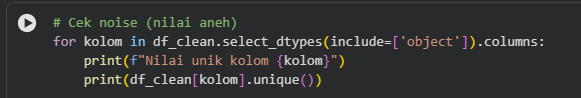 # Cek noise (nilai aneh)
for kolom in df_clean.select_dtypes(include=['object']).columns:
    print(f"Nilai unik kolom {kolom}")
    print(df_clean[kolom].unique())